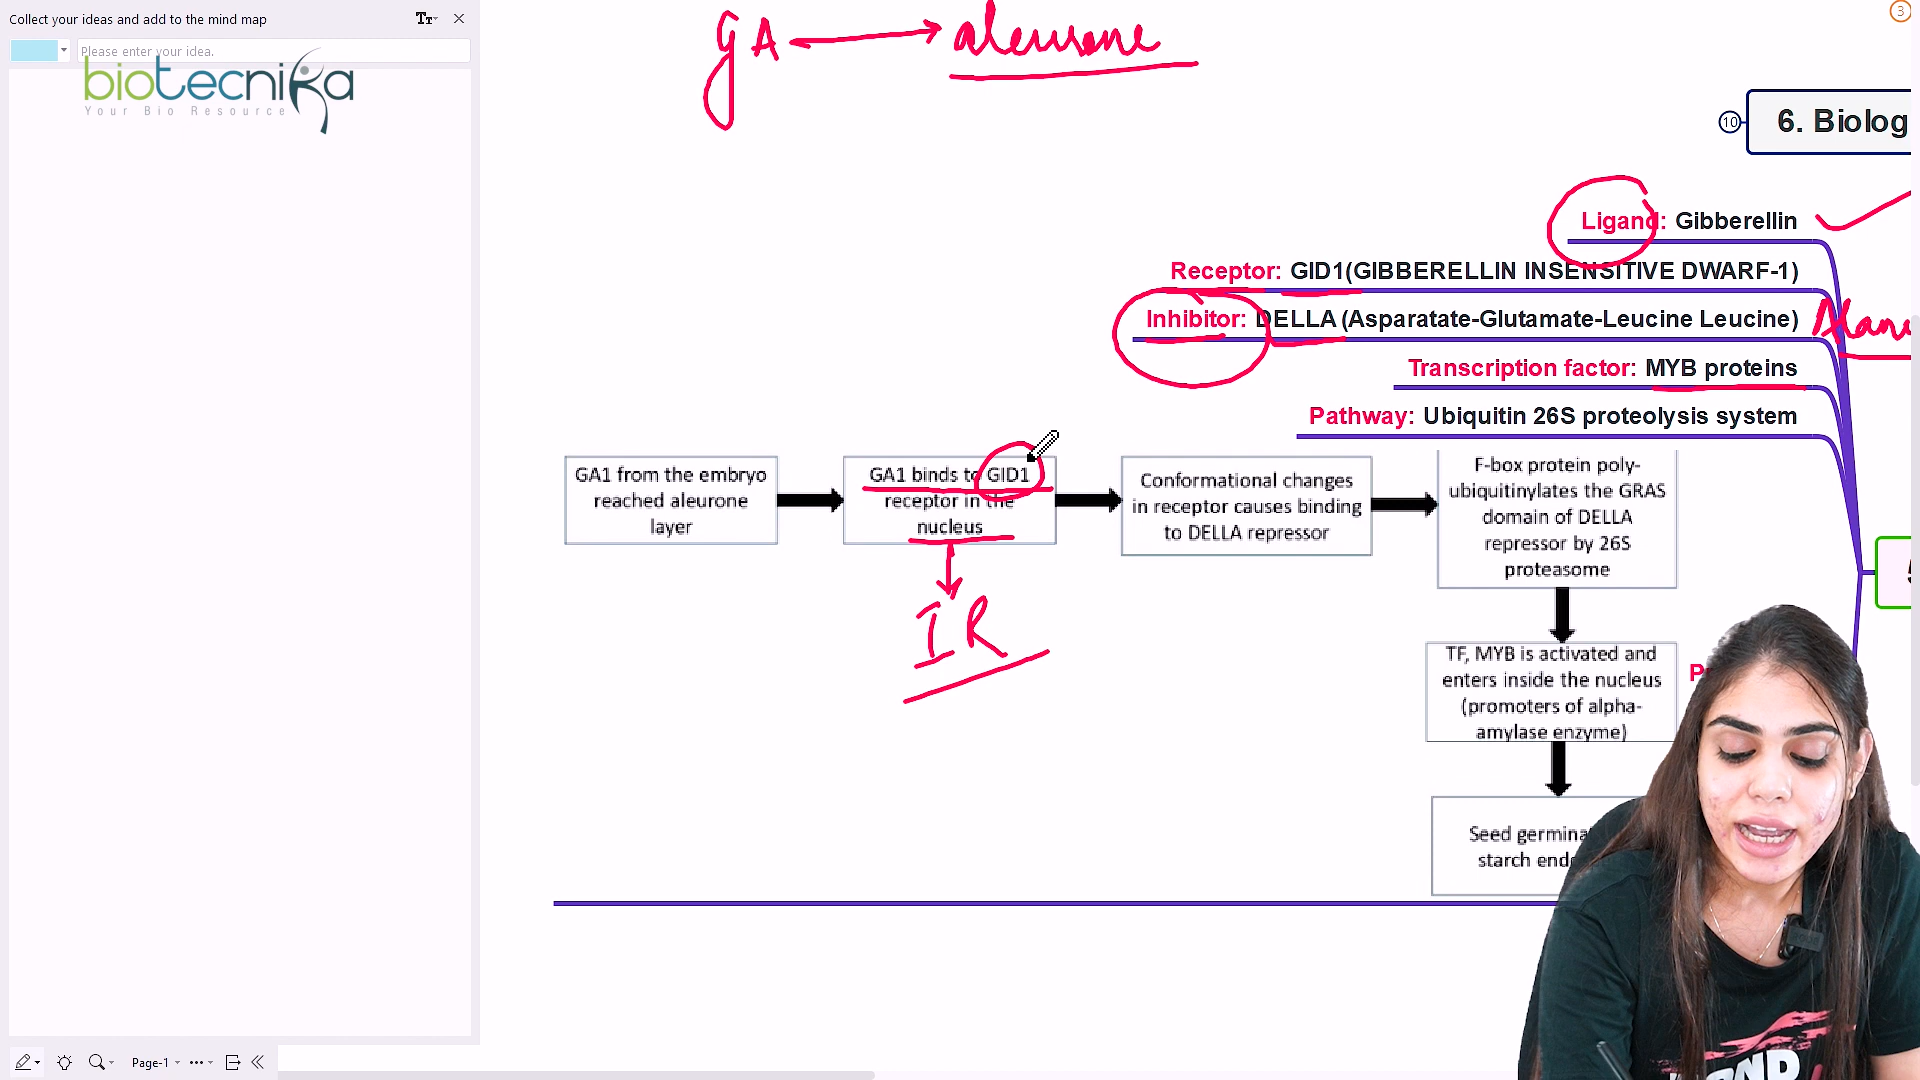 Collect your ideas and add to the mind map
Please enter your idea.
biotecnika
Your Bio Resource
GA → aleurone
3
10
6. Biolog
Ligand: Gibberellin
Receptor: GID1(GIBBERELLIN INSENSITIVE DWARF-1)
Inhibitor: DELLA (Asparatate-Glutamate-Leucine Leucine)
Transcription factor: MYB proteins
Pathway: Ubiquitin 26S proteolysis system
GA1 from the embryo
reached aleurone
layer
GA1 binds to GID1
receptor in the
nucleus
IR
Conformational changes
in receptor causes binding
to DELLA repressor
F-box protein poly-
ubiquitinylates the GRAS
domain of DELLA
repressor by 26S
proteasome
TF, MYB is activated and
enters inside the nucleus
(promoters of alpha-
amylase enzyme)
Seed germina
starch endo
Page-1